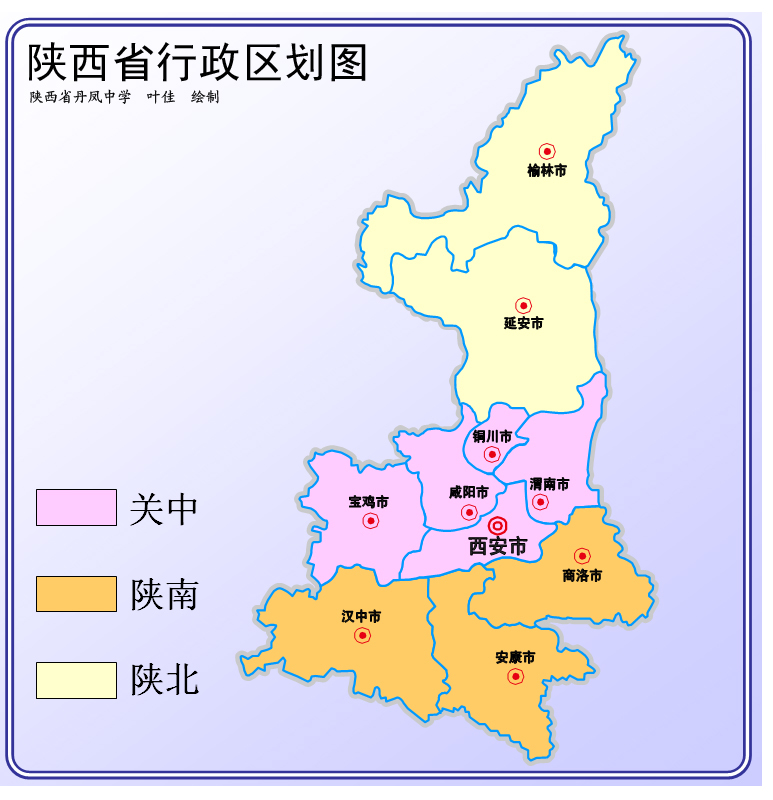 陕西省行政区划图
陕西省丹凤中学　叶佳　绘制
榆林市
延安市
铜川市
渭南市
咸阳市
宝鸡市
西安市
关中
商洛市
陕南
汉中市
安康市
陕北